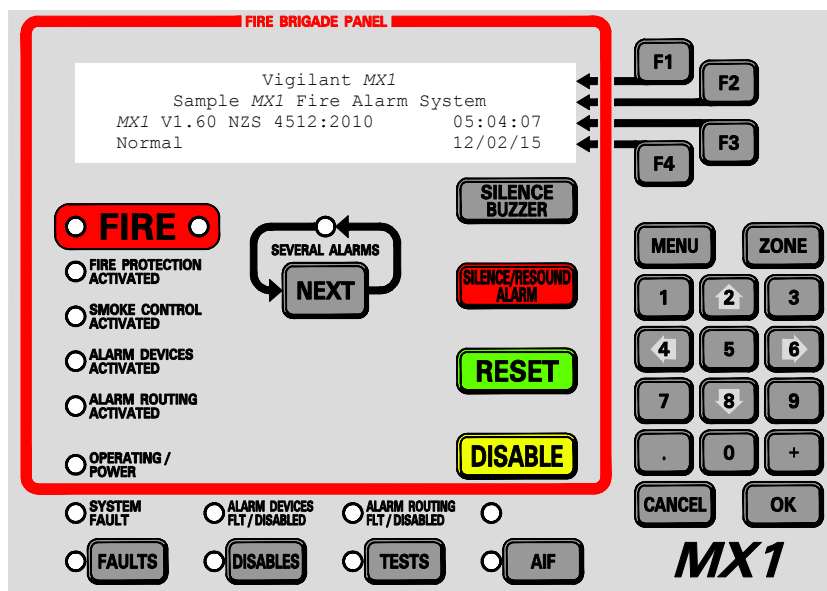 FIRE BRIGADE PANEL
Vigilant MX1
Sample MX1 Fire Alarm System
MX1 V1.60 NZS 4512:2010 05:04:07
Normal 12/02/15
F1
F2
F3
F4
FIRE
FIRE PROTECTION
ACTIVATED
SMOKE CONTROL
ACTIVATED
ALARM DEVICES
ACTIVATED
ALARM ROUTING
ACTIVATED
OPERATING /
POWER
SEVERAL ALARMS
NEXT
SILENCE
BUZZER
SILENCE/RESOUND
ALARM
RESET
DISABLE
MENU
ZONE
1
2
3
4
5
6
7
8
9
.
0
+
CANCEL
OK
SYSTEM
FAULT
ALARM DEVICES
FLT / DISABLED
ALARM ROUTING
FLT / DISABLED
FAULTS
DISABLES
TESTS
AIF
MX1